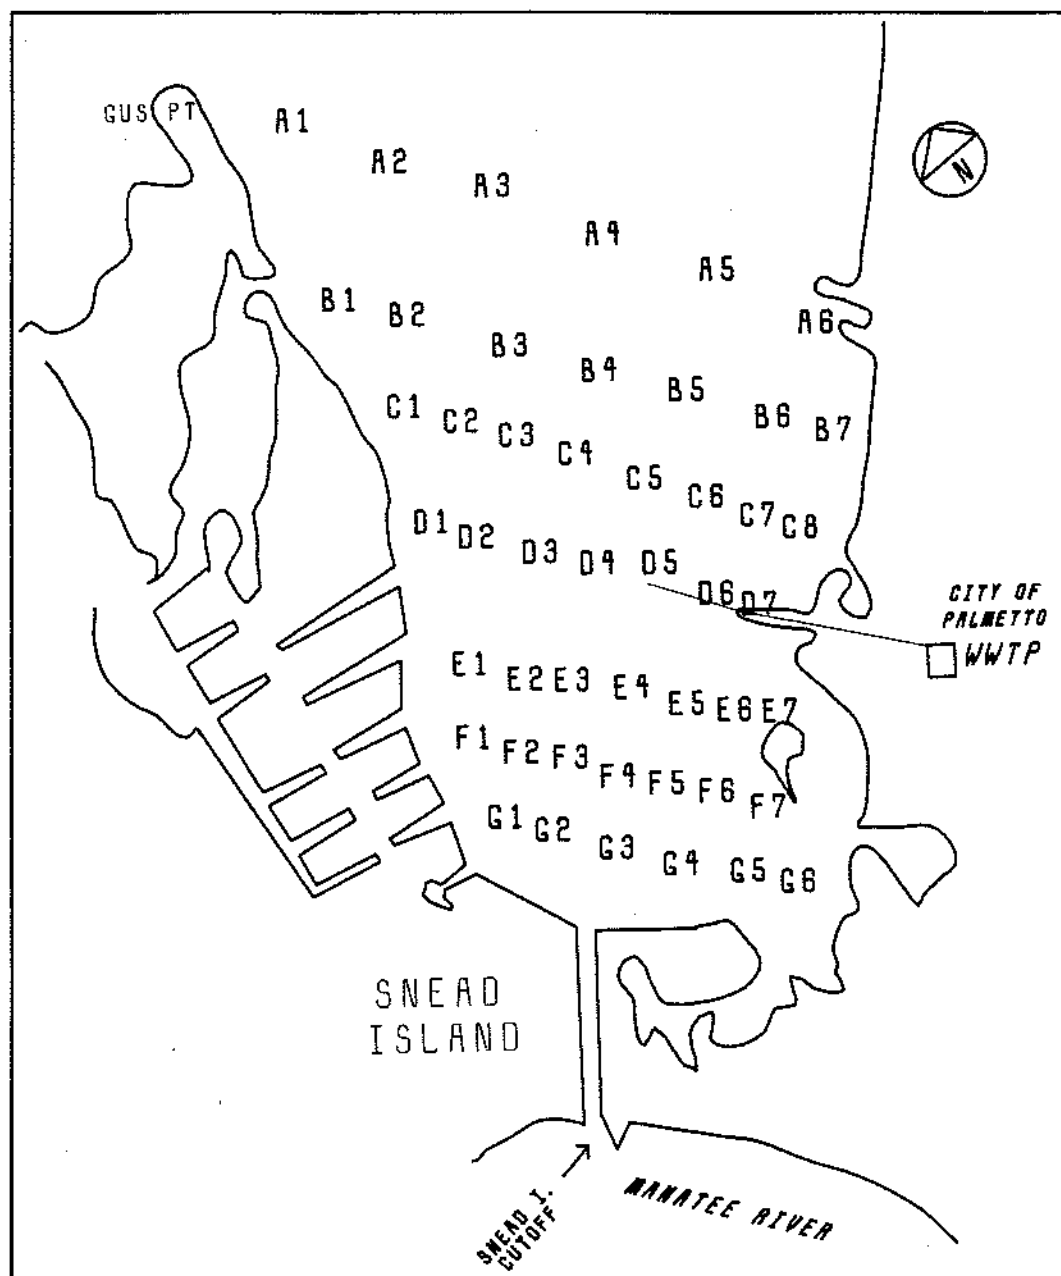 GUS PT
A1
A2
A3
A4
A5
A6
N
B1
B2
B3
B4
B5
B6
B7
C1
C2
C3
C4
C5
C6
C7
C8
D1
D2
D3
D4
D5
D6
D7
CITY OF
PALMETTO
WWTP
E1
E2
E3
E4
E5
E6
E7
F1
F2
F3
F4
F5
F6
F7
G1
G2
G3
G4
G5
G6
SNEAD
ISLAND
SNEAD I.
CUTOFF
MANATEE RIVER